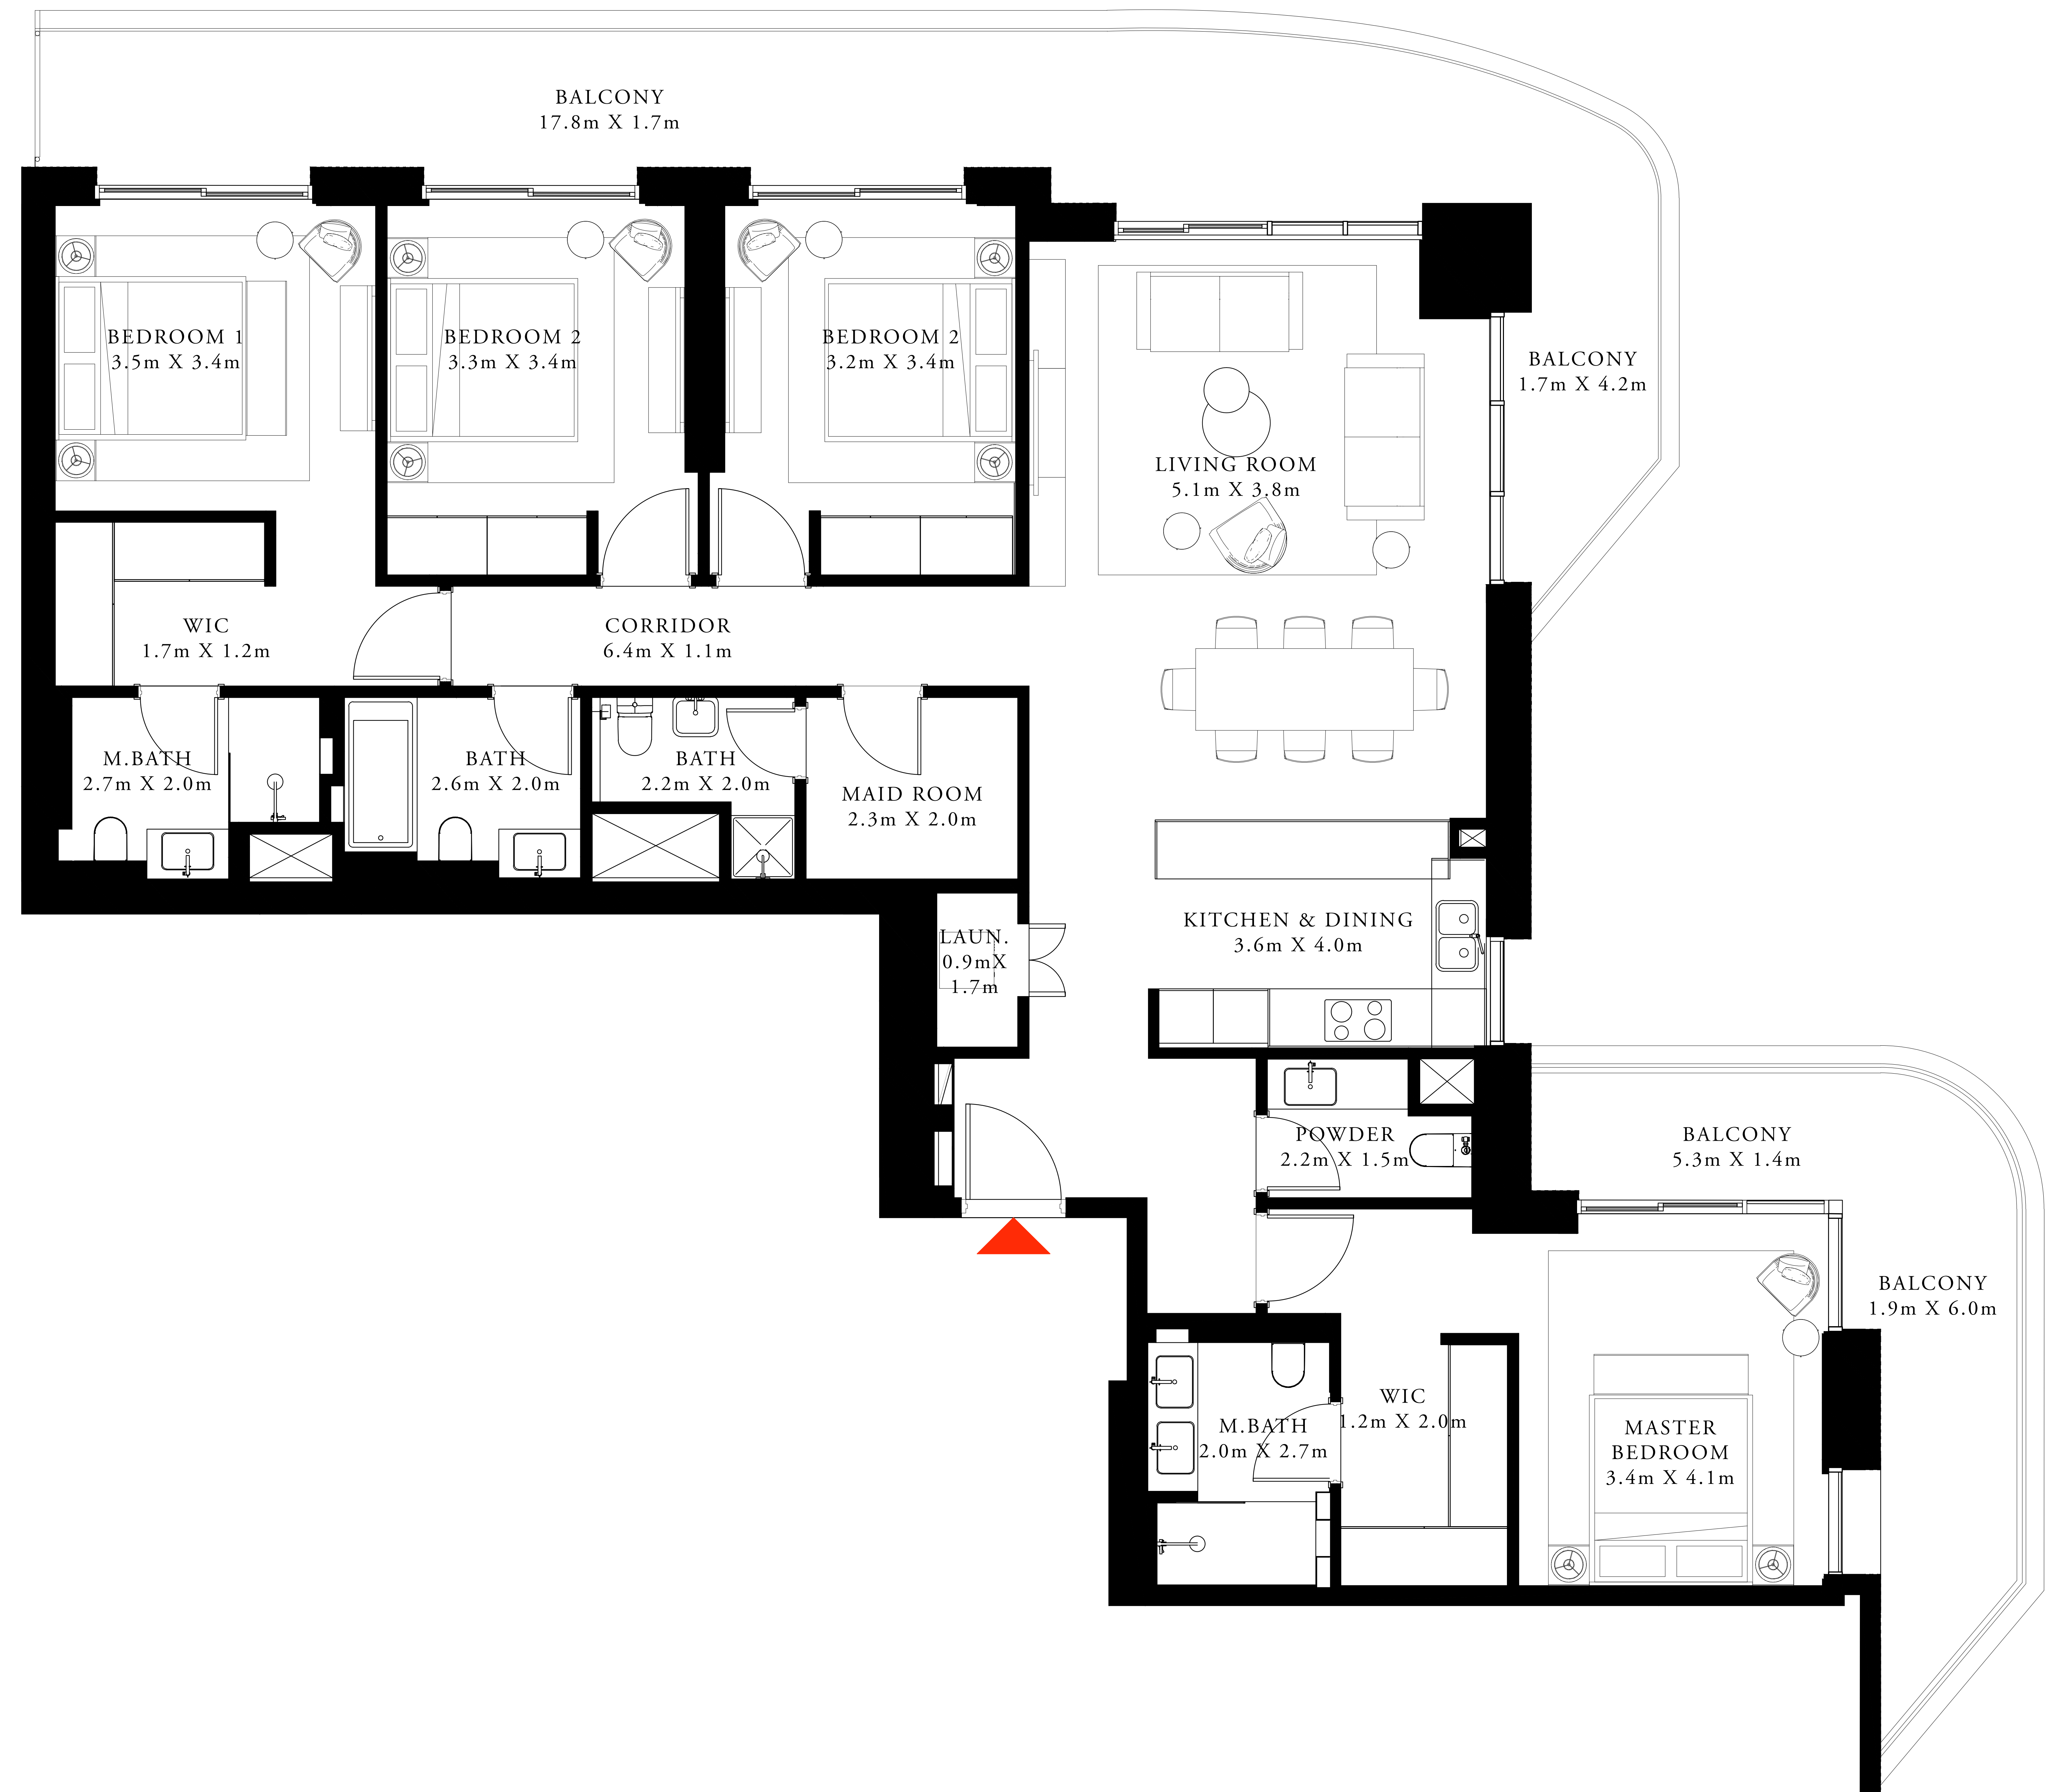 BALCONY
17.8m X 1.7m
BEDROOM 1
3.5m X 3.4m
BEDROOM 2
3.3m X 3.4m
BEDROOM 2
3.2m X 3.4m
BALCONY
1.7m X 4.2m
LIVING ROOM
5.1m X 3.8m
WIC
1.7m X 1.2m
CORRIDOR
6.4m X 1.1m
M.BATH
2.7m X 2.0m
BATH
2.6m X 2.0m
BATH
2.2m X 2.0m
MAID ROOM
2.3m X 2.0m
KITCHEN & DINING
3.6m X 4.0m
LAUN.
0.9mX
1.7m
POWDER
2.2m X 1.5m
BALCONY
5.3m X 1.4m
BALCONY
1.9m X 6.0m
WIC
1.2m X 2.0m
M.BATH
2.0m X 2.7m
MASTER
BEDROOM
3.4m X 4.1m